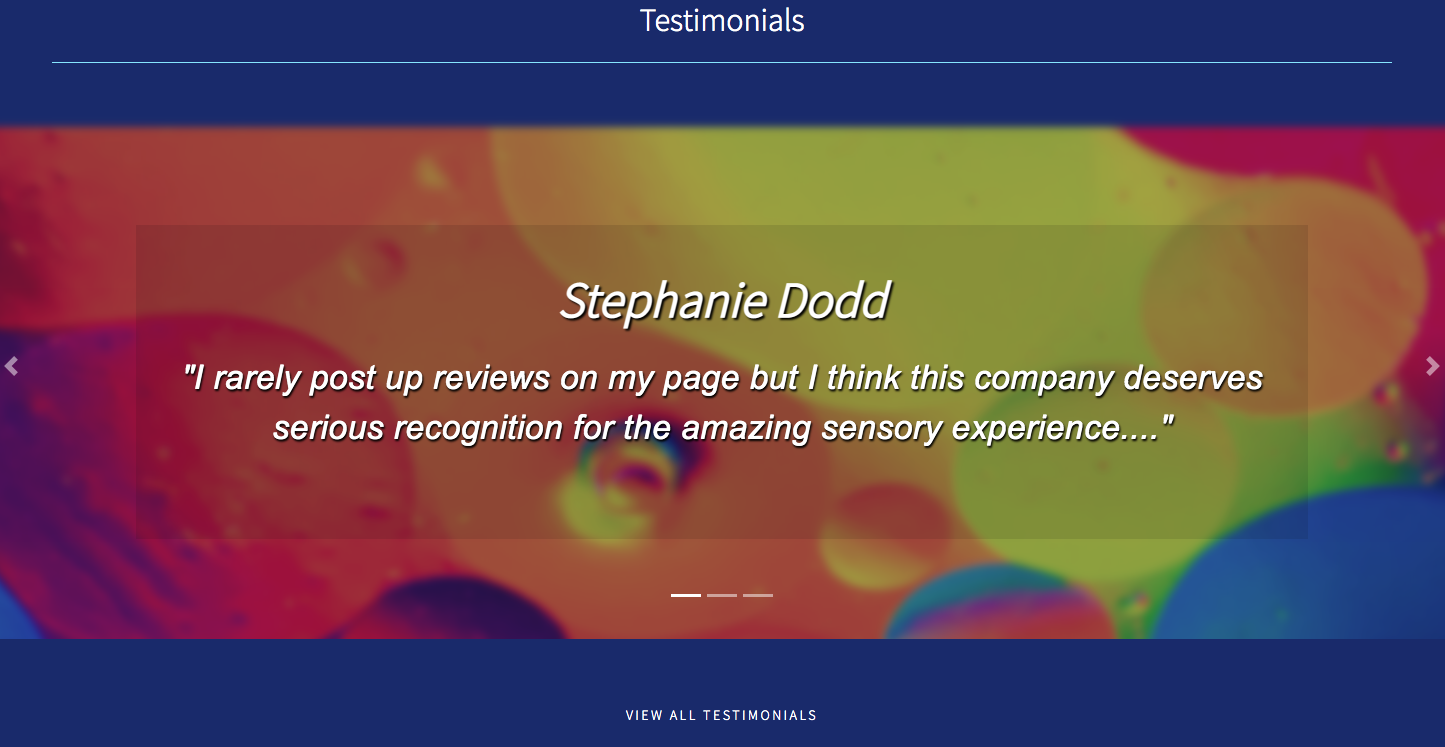 Testimonials
Stephanie Dodd
"I rarely post up reviews on my page but I think this company deserves
serious recognition for the amazing sensory experience...."
VIEW ALL TESTIMONIALS